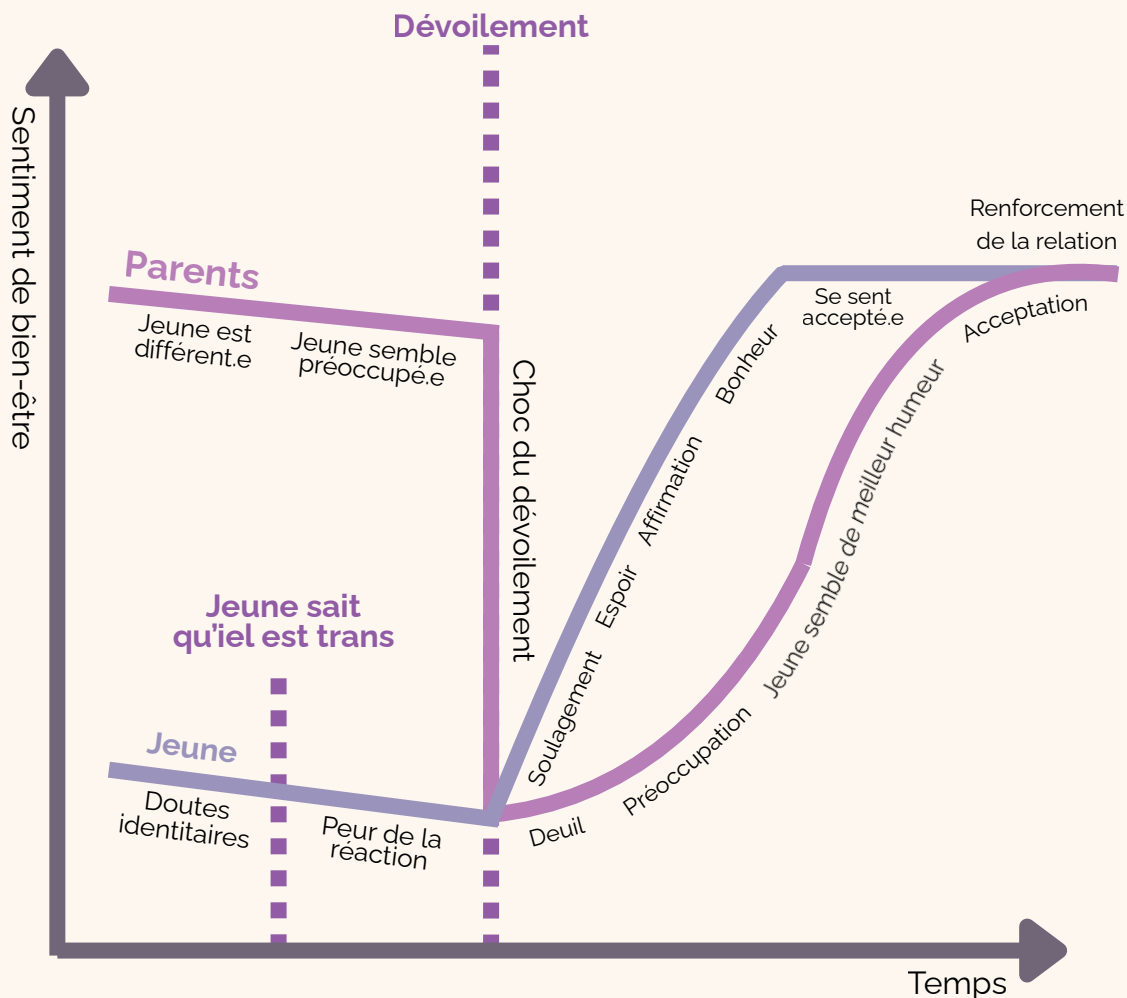 Dévoilement
Sentiment de bien-être
Parents
Jeune est
différent.e
Jeune semble
préoccupé.e
Choc du dévoilement
Jeune sait
qu'iel est trans
Jeune
Doutes
identitaires
Peur de la
réaction
Soulagement
Espoir
Affirmation
Bonheur
Se sent
accepté.e
Deuil
Préoccupation
Jeune semble de meilleur humeur
Acceptation
Renforcement
de la relation
Temps